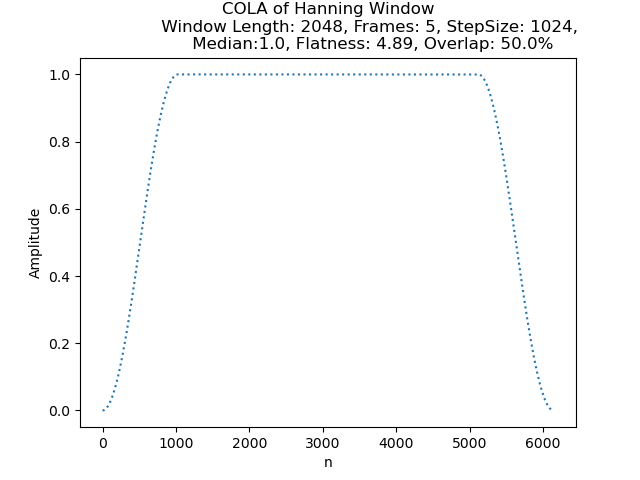 COLA of Hanning Window
Window Length: 2048, Frames: 5, StepSize: 1024,
Median:1.0, Flatness: 4.89, Overlap: 50.0%
1.0
0.8
0.6
0.4
0.2
0.0
Amplitude
0 1000 2000 3000 4000 5000 6000
n